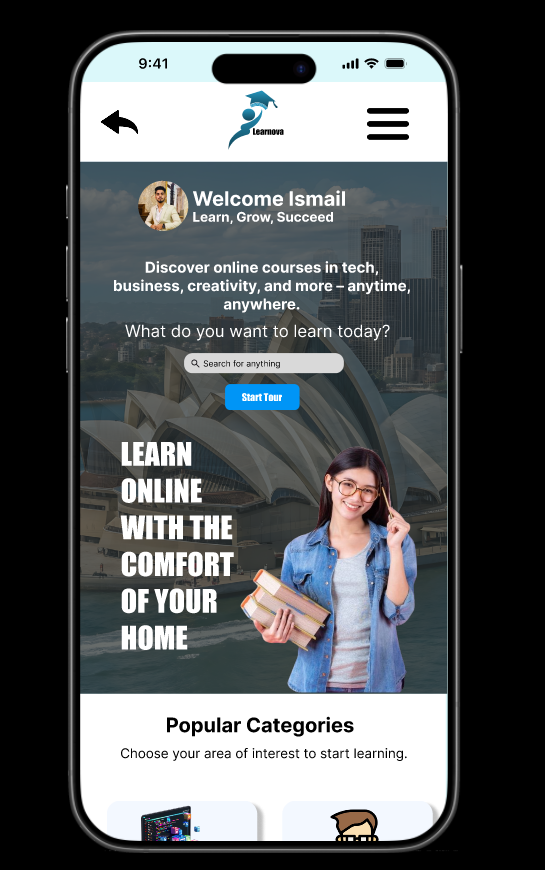 9:41
Learnova
Welcome Ismail
Learn, Grow, Succeed
Discover online courses in tech,
business, creativity, and more – anytime,
anywhere.
What do you want to learn today?
Search for anything
Start Tour
LEARN
ONLINE
WITH THE
COMFORT
OF YOUR
HOME
Popular Categories
Choose your area of interest to start learning.